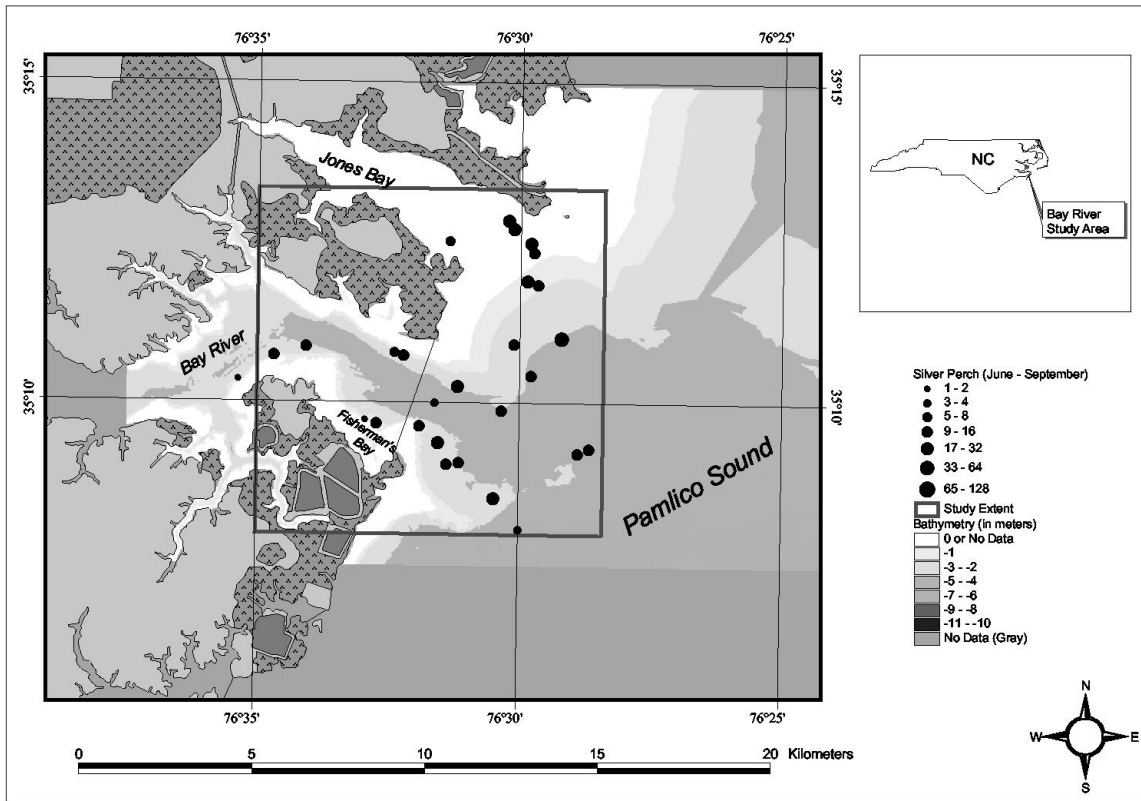 76°35'
76°30'
76°25'
35°15'
35°15'
Jones Bay
Bay River
35°10'
35°10'
Fisherman's
Bay
Pamlico Sound
76°35'
76°30'
76°25'
0
5
10
15
20
Kilometers
NC
Bay River
Study Area
Silver Perch (June - September)
1 - 2
3 - 4
5 - 8
9 - 16
17 - 32
33 - 64
65 - 128
Study Extent
Bathymetry (in meters)
0 or No Data
-1
-3 - -2
-5 - -4
-7 - -6
-9 - -8
-11 - -10
No Data (Gray)
N
W
E
S